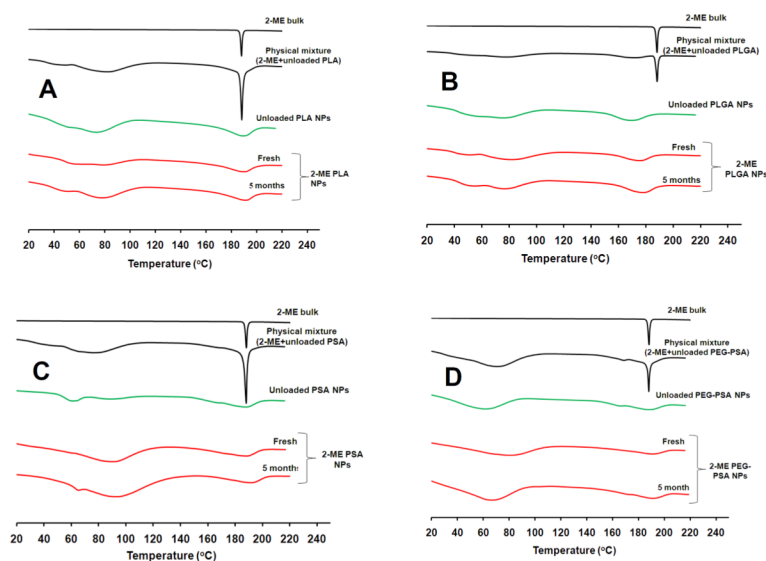 2-ME bulk
Physical mixture
(2-ME+unloaded PLA)
A
Unloaded PLA NPs
Fresh
2-ME PLA
NPs
5 months
20 40 60 80 100 120 140 160 180 200 220 240
Temperature (°C)
2-ME bulk
Physical mixture
(2-ME+unloaded PLGA)
B
Unloaded PLGA NPs
Fresh
2-ME
PLGA NPs
5 months
20 40 60 80 100 120 140 160 180 200 220 240
Temperature (°C)
2-ME bulk
Physical mixture
(2-ME+unloaded PSA)
C
Unloaded PSA NPs
Fresh
2-ME PSA
NPs
5 months
20 40 60 80 100 120 140 160 180 200 220 240
Temperature (°C)
2-ME bulk
Physical mixture
(2-ME+unloaded PEG-PSA)
D
Unloaded PEG-PSA NPs
Fresh
2-ME PEG-
PSA NPs
5 month
20 40 60 80 100 120 140 160 180 200 220 240
Temperature (°C)